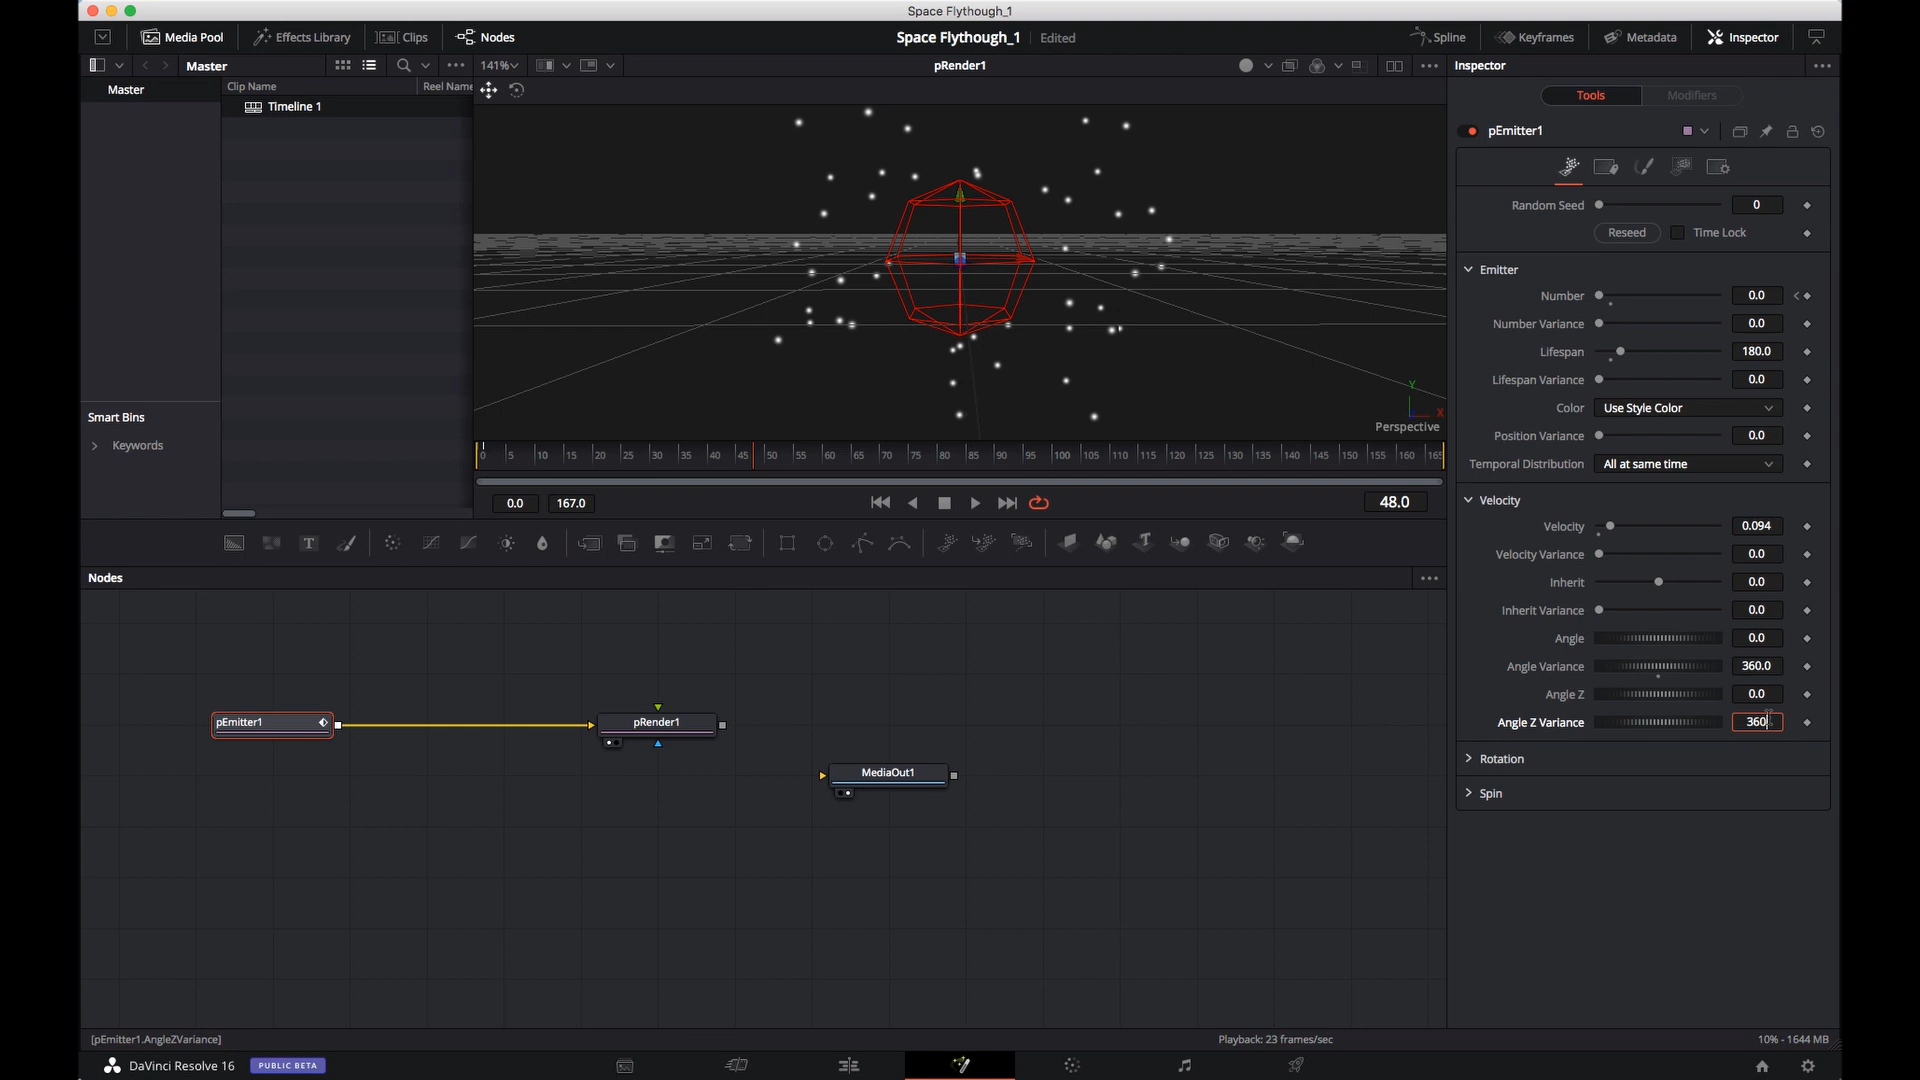 Space Flythough_1
Media Pool
Effects Library
Clips
Nodes
Space Flythough_1
Edited
Spline
Keyframes
Metadata
Inspector
Master
141%
pRender1
Inspector
Master
Clip Name
Reel Name
Timeline 1
Tools
Modifiers
pEmitter1
Random Seed
0
Reseed
Time Lock
Emitter
Number
0.0
Number Variance
0.0
Lifespan
180.0
Lifespan Variance
0.0
Color
Use Style Color
Position Variance
0.0
Temporal Distribution
All at same time
Velocity
Velocity
0.094
Velocity Variance
0.0
Inherit
0.0
Inherit Variance
0.0
Angle
0.0
Angle Variance
360.0
Angle Z
0.0
Angle Z Variance
360
Rotation
Spin
Smart Bins
Keywords
Y
X
Perspective
0 5 10 15 20 25 30 35 40 45 50 55 60 65 70 75 80 85 90 95 100 105 110 115 120 125 130 135 140 145 150 155 160 165
0.0
167.0
48.0
T
Nodes
pEmitter1
pRender1
MediaOut1
[pEmitter1.AngleZVariance]
Playback: 23 frames/sec
10% - 1644 MB
DaVinci Resolve 16
PUBLIC BETA